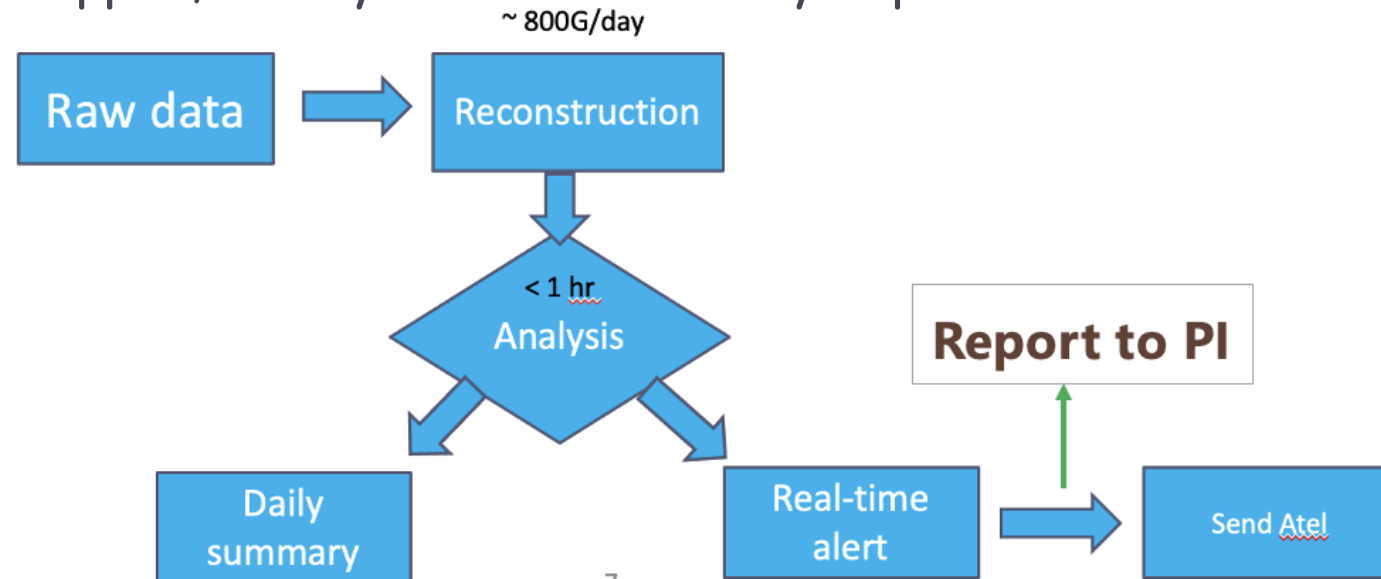 ~ 800G/day
Raw data
Reconstruction
< 1 hr
Analysis
Report to PI
Daily
summary
Real-time
alert
Send Atel